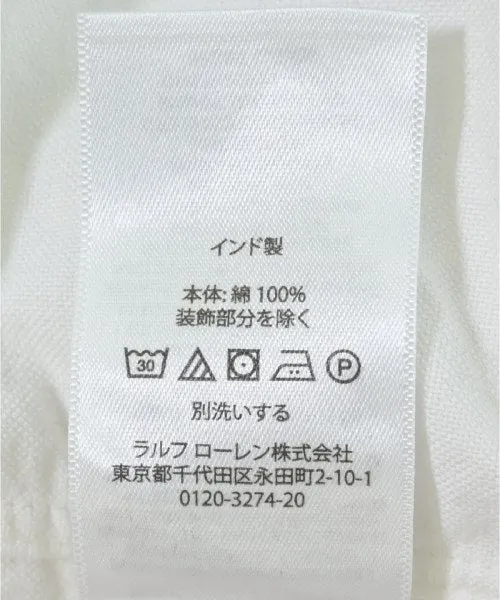 インド製
本体: 綿 100%
装飾部分を除く
30 P
別洗いする
ラルフ ローレン株式会社
東京都千代田区永田町2-10-1
0120-3274-20